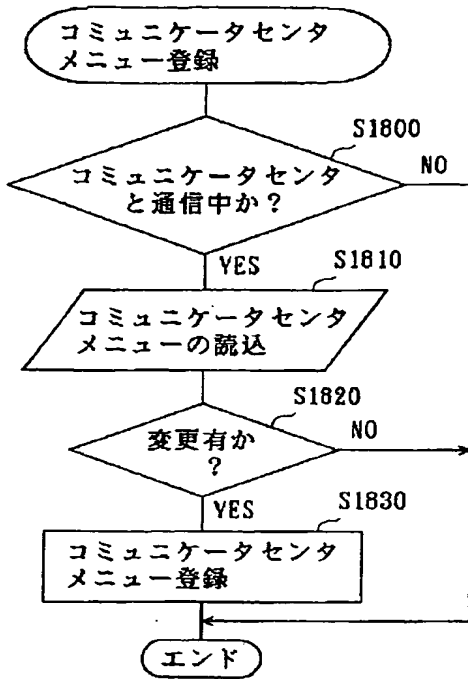 コミュニケータセンタ
メニュー登録
S1800
コミュニケータセンタ
と通信中か？
NO
YES
S1810
コミュニケータセンタ
メニューの読込
S1820
変更有か
？
NO
YES
S1830
コミュニケータセンタ
メニュー登録
エンド